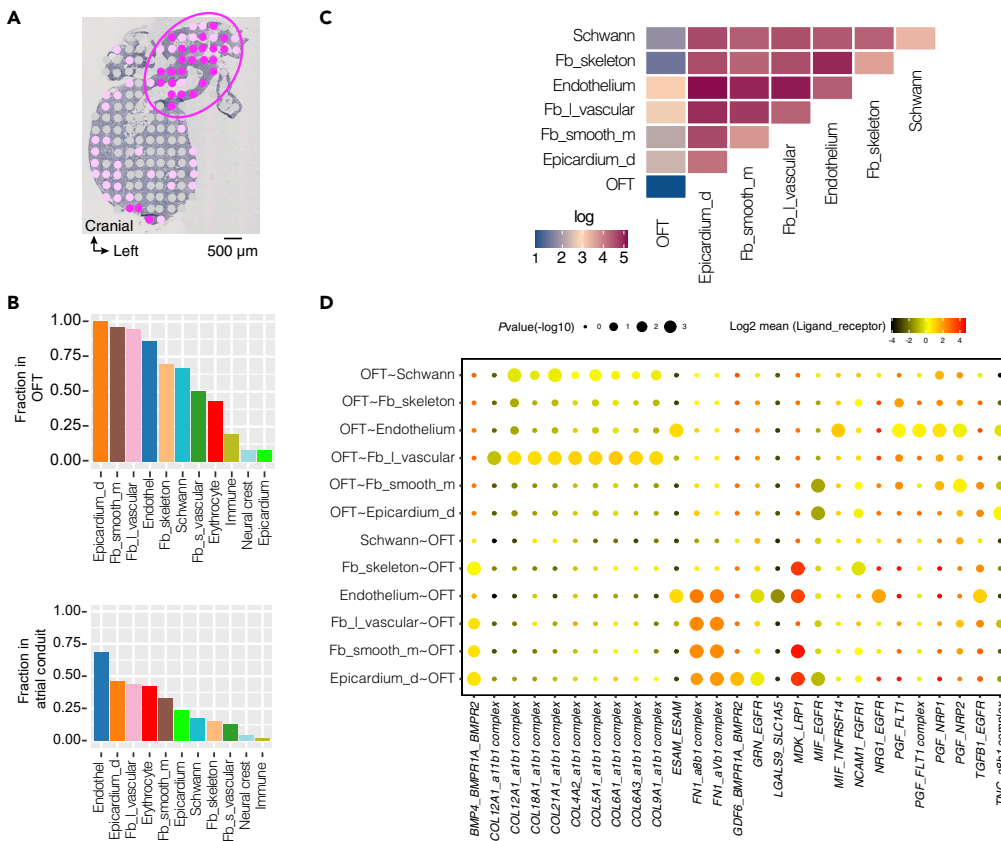 A
Cranial
Left
500 µm
C
Schwann
Fb_skeleton
Endothelium
Fb_l_vascular
Fb_smooth_m
Epicardium_d
OFT
log
1 2 3 4 5
OFT
Epicardium_d
Fb_smooth_m
Fb_l_vascular
Endothelium
Fb_skeleton
Schwann
B
Fraction in
OFT
1.00
0.75
0.50
0.25
0.00
Epicardium_d
Fb_smooth_m
Fb_l_vascular
Endothel
Fb_skeleton
Schwann
Fb_s_vascular
Erythrocyte
Immune
Neural crest
Epicardium
Fraction in
atrial conduit
1.00
0.75
0.50
0.25
0.00
Endothel
Epicardium_d
Fb_l_vascular
Erythrocyte
Fb_smooth_m
Epicardium
Schwann
Fb_skeleton
Fb_s_vascular
Neural crest
Immune
D
Pvalue(-log10) 0 1 2 3
Log2 mean (Ligand_receptor)
-4 -2 0 2 4
OFT~Schwann
OFT~Fb_skeleton
OFT~Endothelium
OFT~Fb_l_vascular
OFT~Fb_smooth_m
OFT~Epicardium_d
Schwann~OFT
Fb_skeleton~OFT
Endothelium~OFT
Fb_l_vascular~OFT
Fb_smooth_m~OFT
Epicardium_d~OFT
BMP4_BMPR1A_BMPR2
COL12A1_a11b1 complex
COL12A1_a1b1 complex
COL18A1_a1b1 complex
COL21A1_a1b1 complex
COL4A2_a1b1 complex
COL5A1_a1b1 complex
COL6A1_a1b1 complex
COL6A3_a1b1 complex
COL9A1_a1b1 complex
ESAM_ESAM
FN1_a8b1 complex
FN1_aVb1 complex
GDF6_BMPR1A_BMPR2
GRN_EGFR
LGALS9_SLC1A5
MDK_LRP1
MIF_EGFR
MIF_TNFRSF14
NCAM1_FGFR1
NRG1_EGFR
PGF_FLT1
PGF_FLT1 complex
PGF_NRP1
PGF_NRP2
TGFB1_EGFR
TNC_a8b1 complex